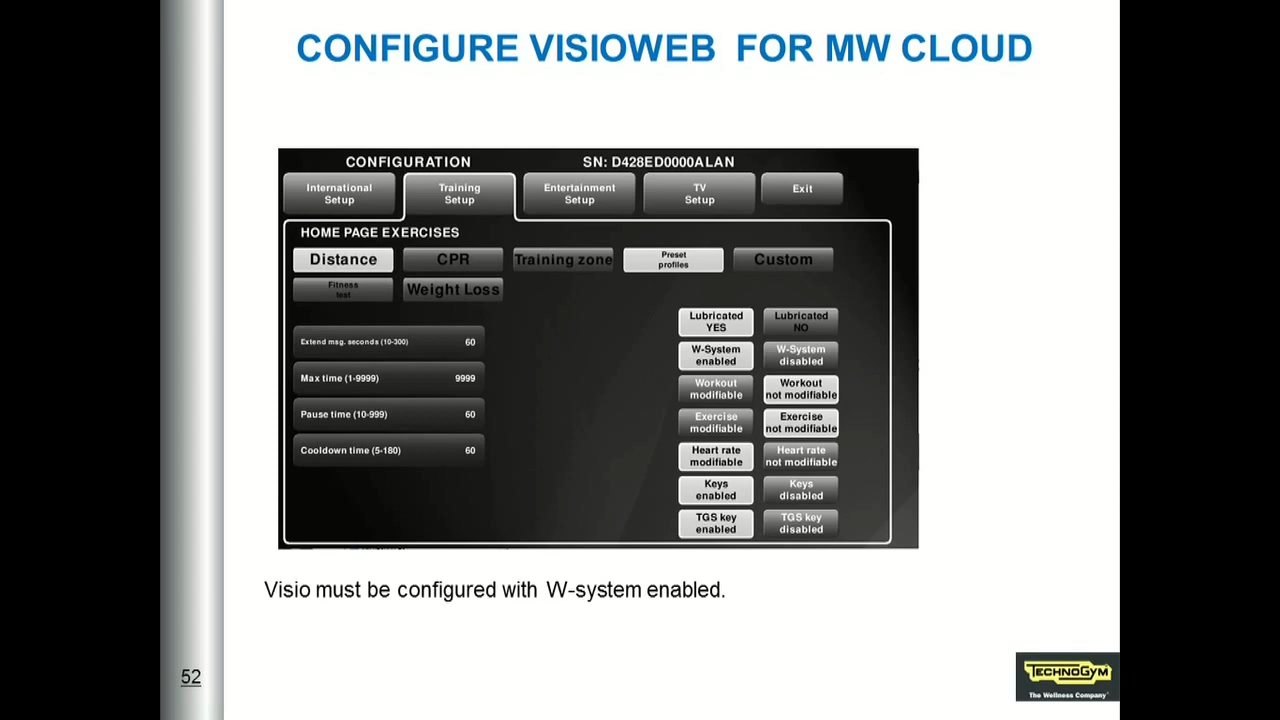 CONFIGURE VISIOWEB FOR MW CLOUD
CONFIGURATION SN: D428ED0000ALAN
International Setup
Training Setup
Entertainment Setup
TV Setup
Exit
HOME PAGE EXERCISES
Distance
CPR
Training zone
Preset profiles
Custom
Fitness test
Weight Loss
Extend msg. seconds (10-300) 60
Max time (1-9999) 9999
Pause time (10-999) 60
Cooldown time (5-180) 60
Lubricated YES
Lubricated NO
W-System enabled
W-System disabled
Workout modifiable
Workout not modifiable
Exercise modifiable
Exercise not modifiable
Heart rate modifiable
Heart rate not modifiable
Keys enabled
Keys disabled
TGS key enabled
TGS key disabled
Visio must be configured with W-system enabled.
52
TECHNOGYM
The Wellness Company